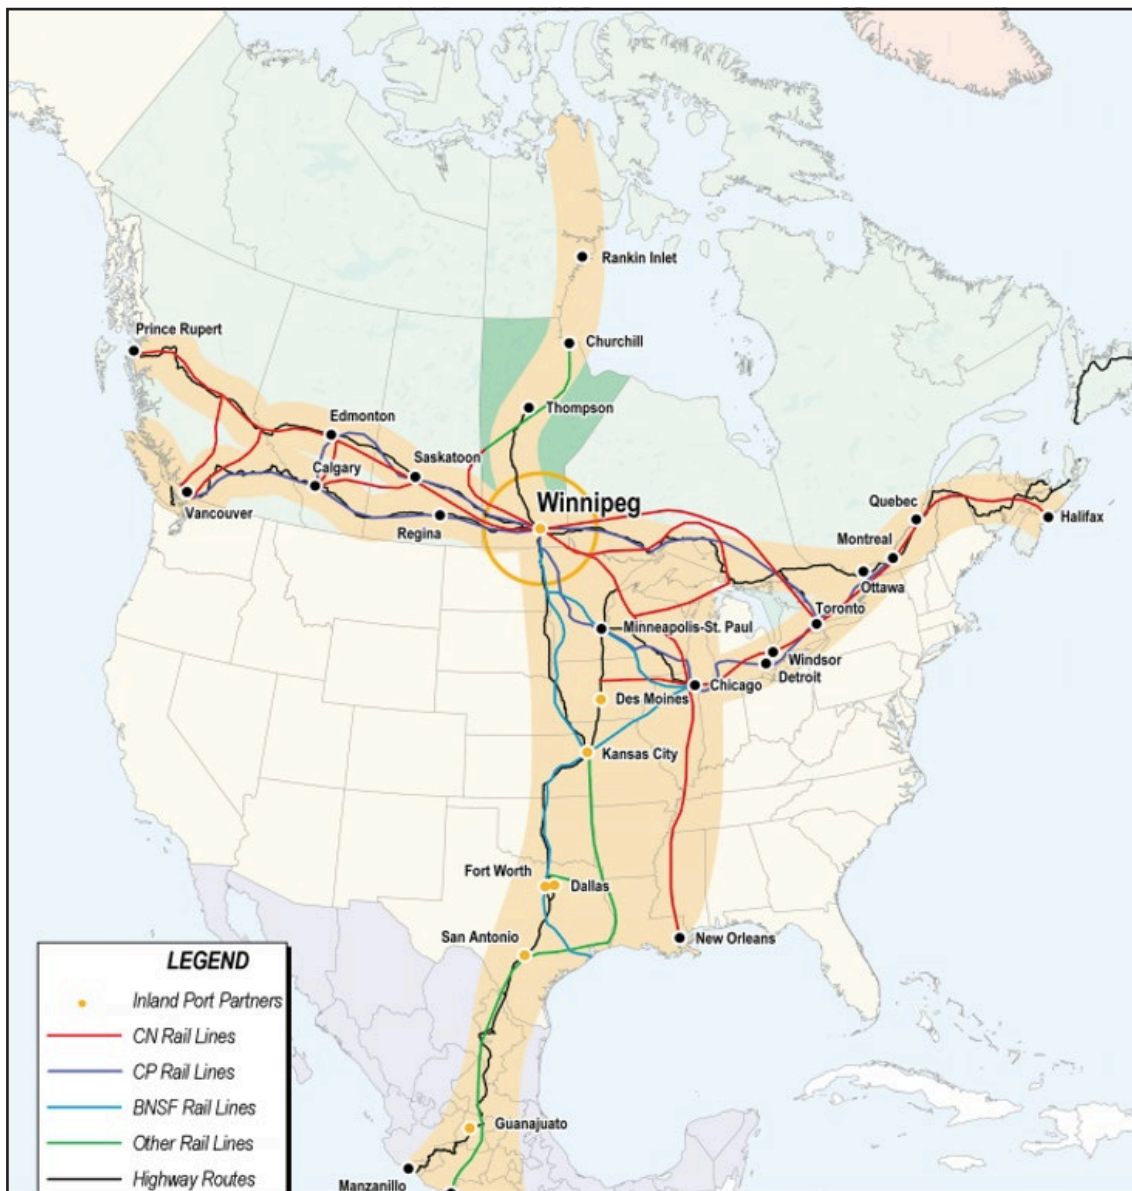 Rankin Inlet
Prince Rupert
Churchill
Thompson
Edmonton
Saskatoon
Calgary
Winnipeg
Quebec
Vancouver
Halifax
Regina
Montreal
Ottawa
Toronto
Minneapolis-St. Paul
Windsor
Detroit
Chicago
Des Moines
Kansas City
Fort Worth
Dallas
San Antonio
New Orleans
LEGEND
Inland Port Partners
CN Rail Lines
CP Rail Lines
BNSF Rail Lines
Other Rail Lines
Highway Routes
Guanajuato
Manzanillo